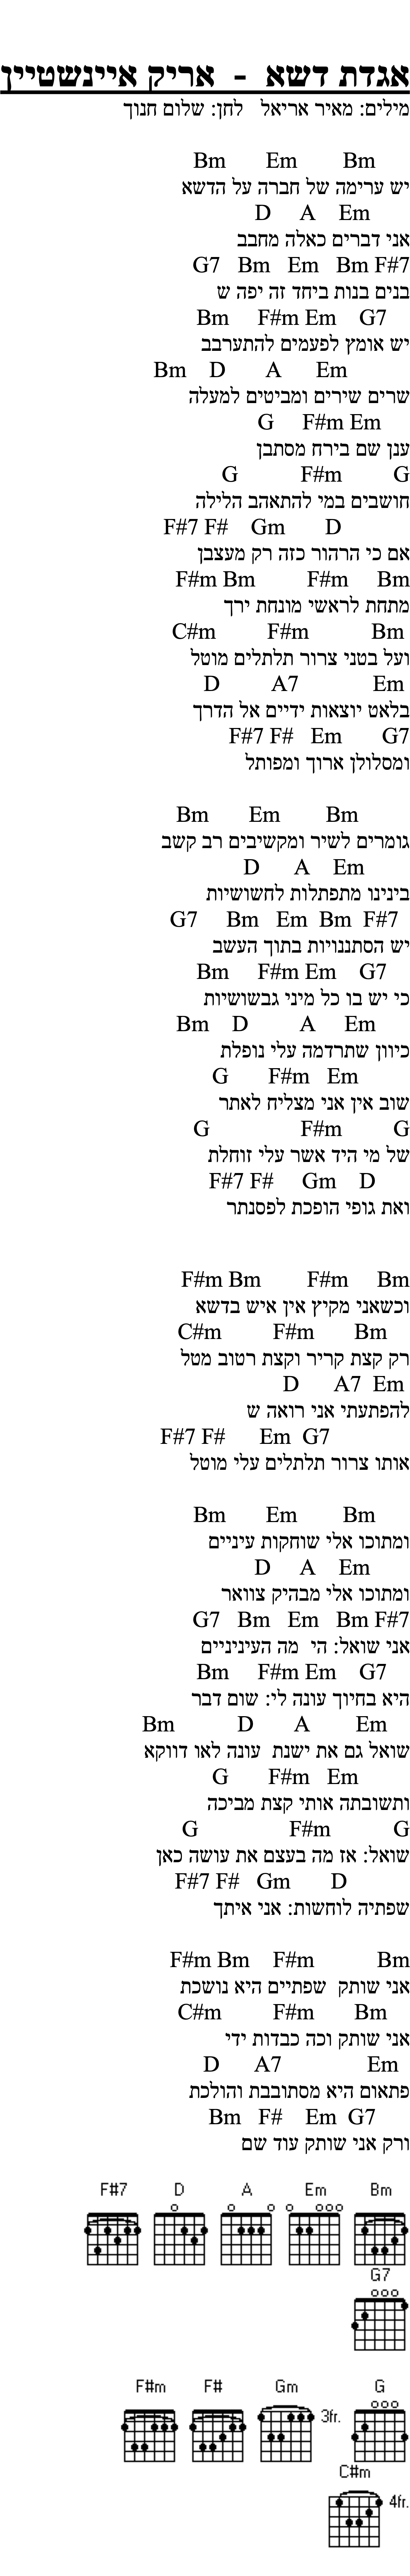 אגדת דשא - אריק איינשטיין
מילים: מאיר אריאל לחן: שלום חנוך
Bm Em Bm
יש ערימה של חברה על הדשא
D A Em
אני דברים כאלה מחבב
G7 Bm Em Bm F#7
בנים בנות ביחד זה יפה ש
Bm F#m Em G7
יש אומץ לפעמים להתערבב
Bm D A Em
שרים שירים ומביטים למעלה
G F#m Em
ענן שם בירח מסתבן
G F#m G
חושבים במי להתאהב הלילה
F#7 F# Gm D
אם כי הרהור כזה רק מעצבן
F#m Bm F#m Bm
מתחת לראשי מונחת ירך
C#m F#m Bm
ועל בטני צרור תלתלים מוטל
D A7 Em
בלאט יוצאות ידיים אל הדרך
F#7 F# Em G7
ומסלולן ארוך ומפותל
Bm Em Bm
גומרים לשיר ומקשיבים רב קשב
D A Em
בינינו מתפתלות לחשושיות
G7 Bm Em Bm F#7
יש הסתננויות בתוך העשב
Bm F#m Em G7
כי יש בו כל מיני גבשושיות
Bm D A Em
כיוון שתרדמה עלי נופלת
G F#m Em
שוב אין אני מצליח לאתר
G F#m G
של מי היד אשר עלי זוחלת
F#7 F# Gm D
ואת גופי הופכת לפסנתר
F#m Bm F#m Bm
וכשאני מקיץ אין איש בדשא
C#m F#m Bm
רק קצת קריר וקצת רטוב מטל
D A7 Em
להפתעתי אני רואה ש
F#7 F# Em G7
אותו צרור תלתלים עלי מוטל
Bm Em Bm
ומתוכו אלי שוחקות עיניים
D A Em
ומתוכו אלי מבהיק צוואר
G7 Bm Em Bm F#7
אני שואל: הי מה העיניניים
Bm F#m Em G7
היא בחיוך עונה לי: שום דבר
Bm D A Em
שואל גם את ישנת עונה לאו דווקא
G F#m Em
ותשובתה אותי קצת מביכה
G F#m G
שואל: אז מה בעצם את עושה כאן
F#7 F# Gm D
שפתיה לוחשות: אני איתך
F#m Bm F#m Bm
אני שותק שפתיים היא נושכת
C#m F#m Bm
אני שותק וכה כבדות ידי
D A7 Em
פתאום היא מסתובבת והולכת
Bm F# Em G7
ורק אני שותק עוד שם
F#7 D A Em Bm
G7
F#m F# Gm 3fr. G
C#m 4fr.